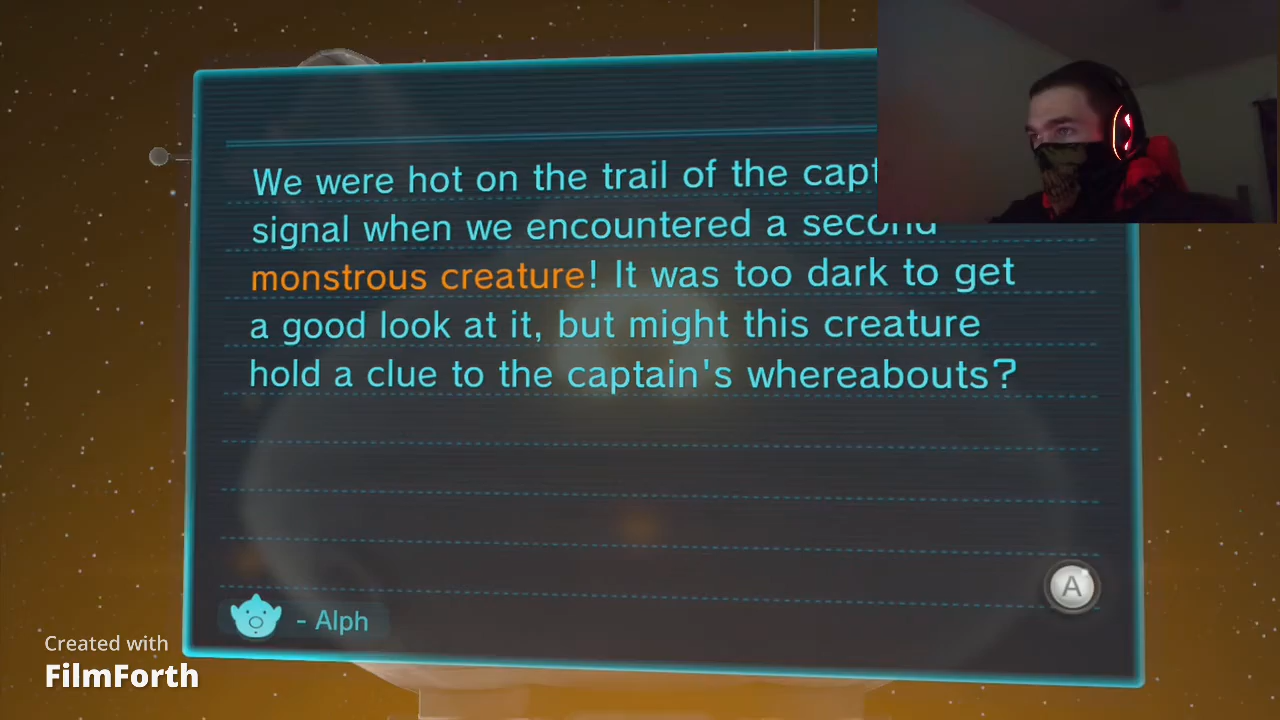 We were hot on the trail of the capt
signal when we encountered a second
monstrous creature! It was too dark to get
a good look at it, but might this creature
hold a clue to the captain's whereabouts?
A
- Alph
Created with
FilmForth